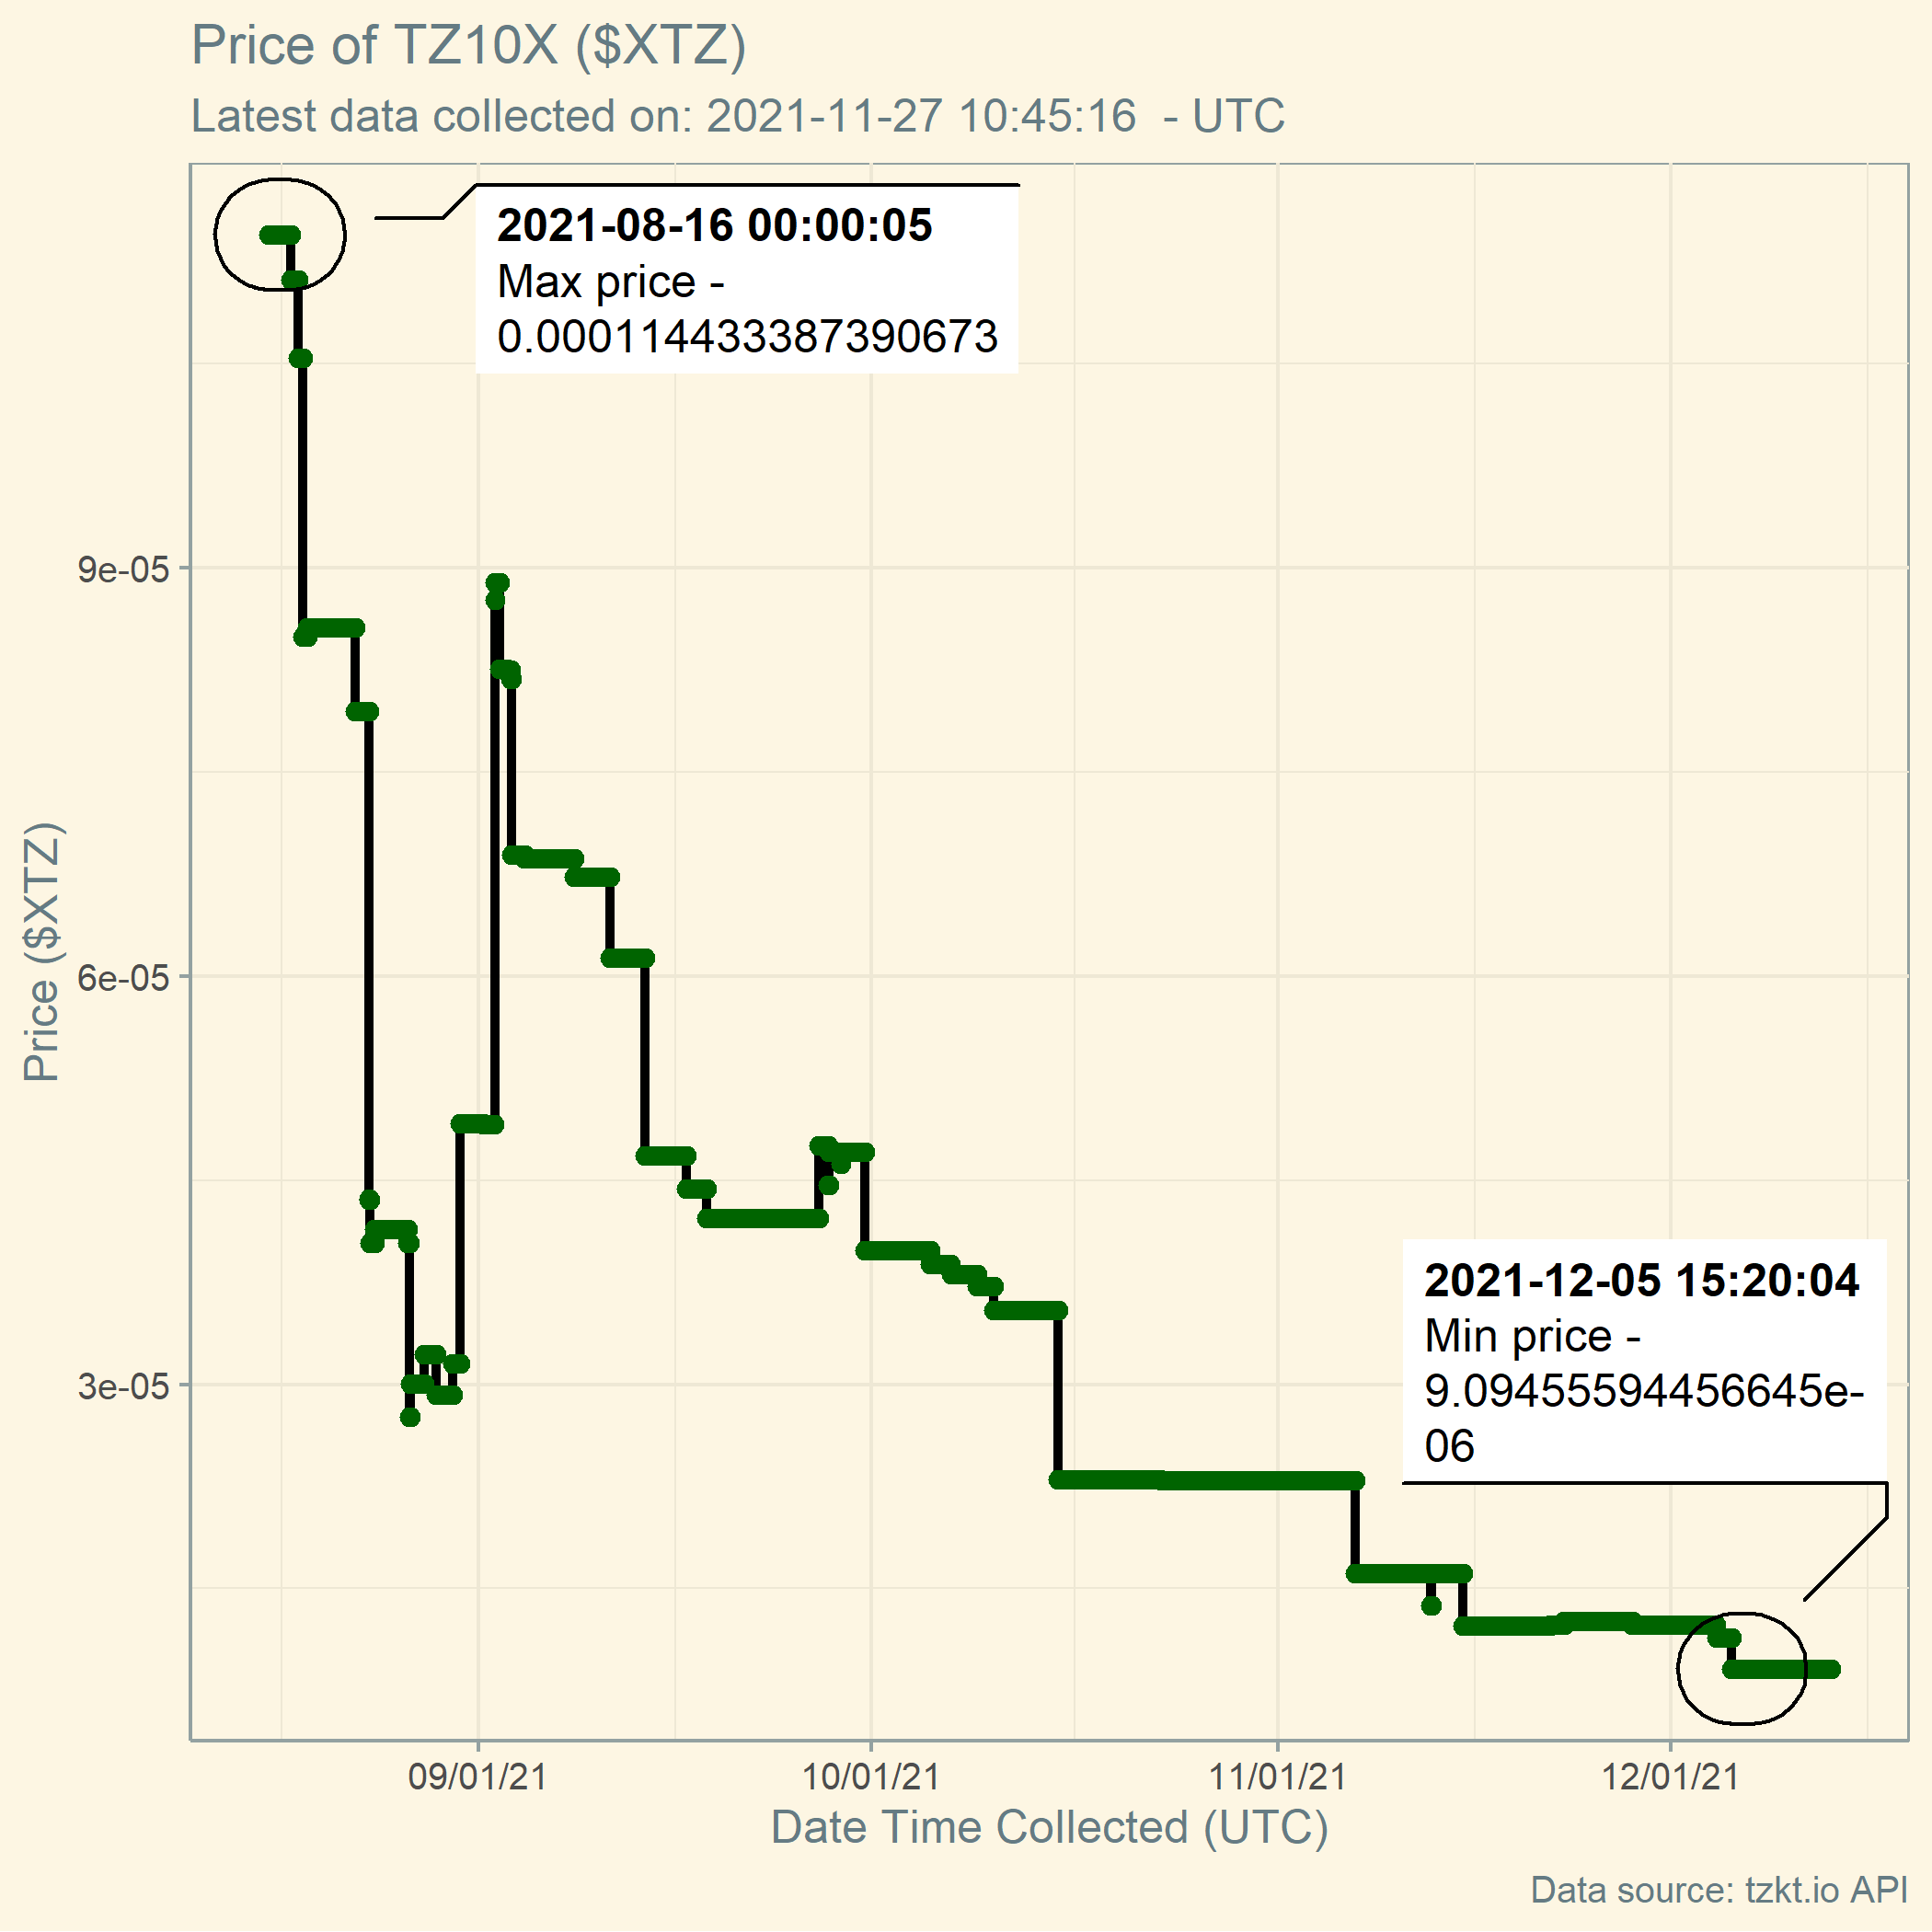 Price of TZ10X ($XTZ)
Latest data collected on: 2021-11-27 10:45:16  - UTC
2021-08-16 00:00:05
Max price -
0.000114433387390673
9e-05
6e-05
3e-05
Price ($XTZ)
2021-12-05 15:20:04
Min price -
9.09455594456645e-
06
09/01/21
10/01/21
11/01/21
12/01/21
Date Time Collected (UTC)
Data source: tzkt.io API